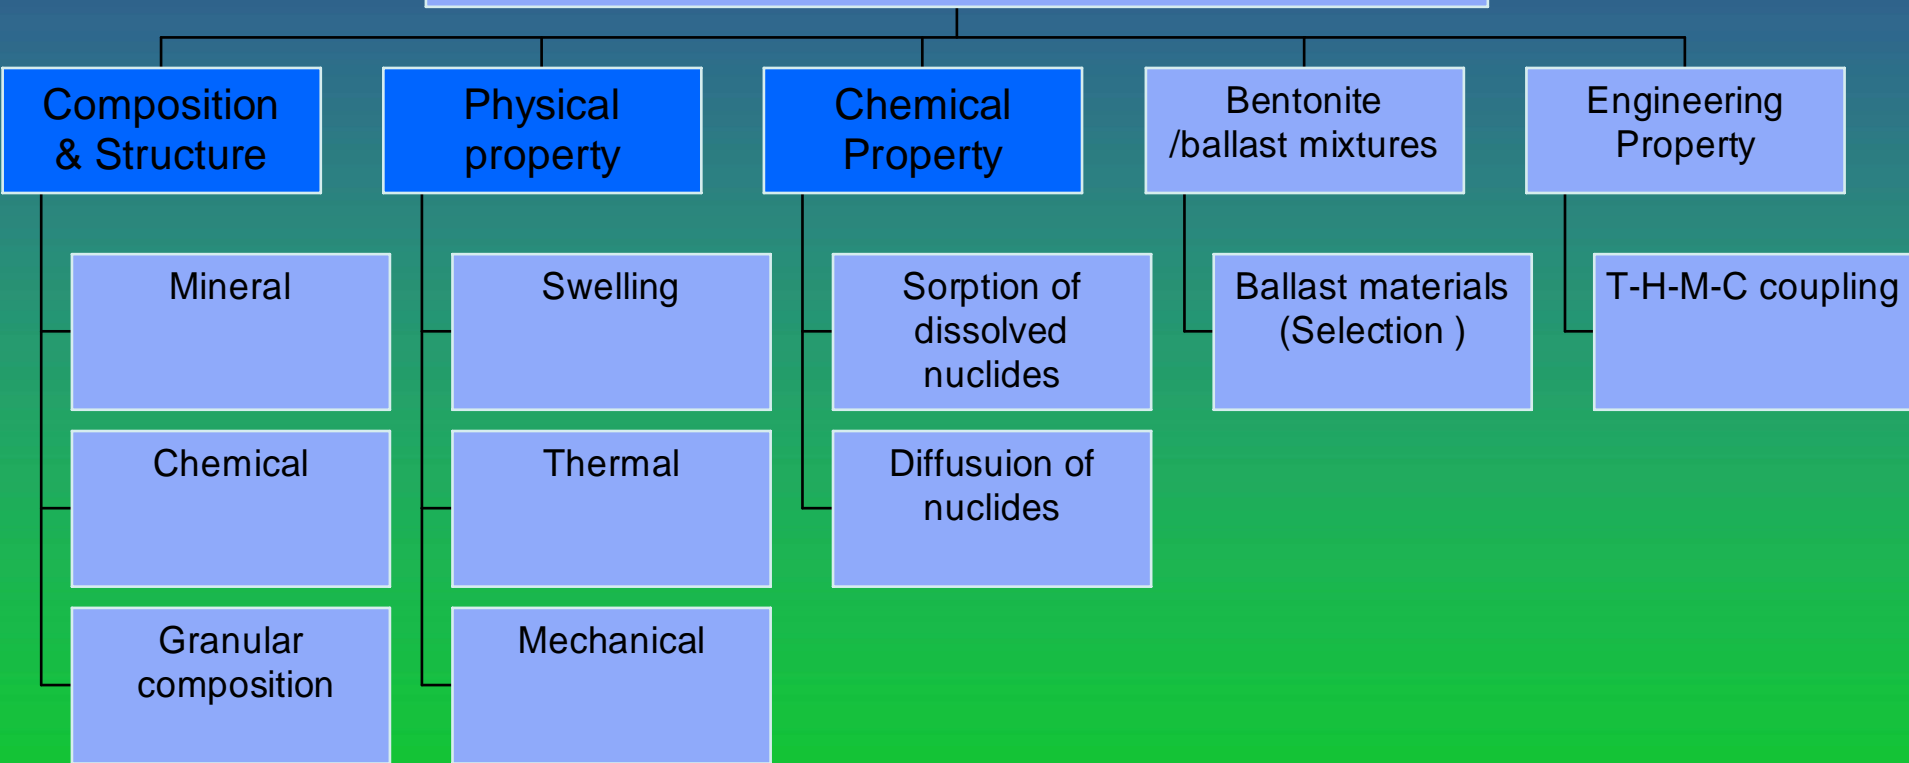 Composition
& Structure
Physical
property
Chemical
Property
Bentonite
/ballast mixtures
Engineering
Property
Mineral
Chemical
Granular
composition
Swelling
Thermal
Mechanical
Sorption of
dissolved
nuclides
Diffusuion of
nuclides
Ballast materials
(Selection )
T-H-M-C coupling